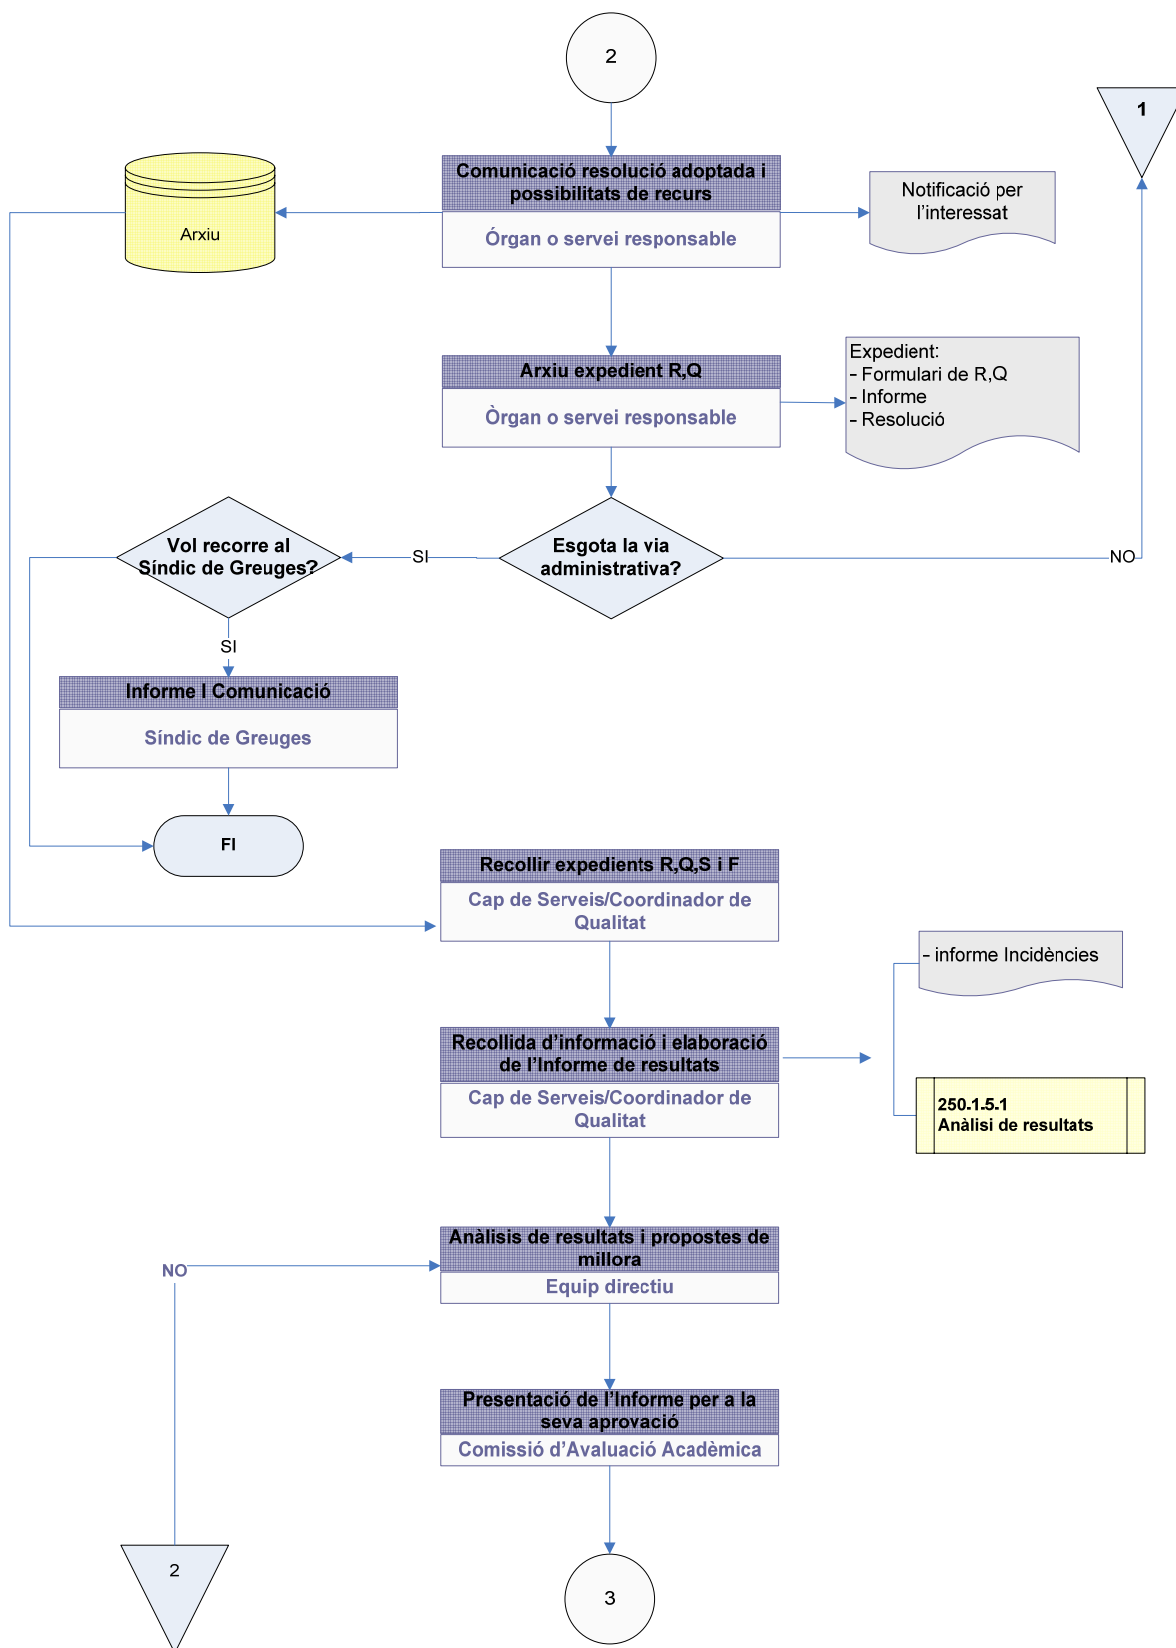 2
1
Comunicació resolució adoptada i
possibilitats de recurs
Órgan o servei responsable
Arxiu
Notificació per
l'interessat
Arxiu expedient R,Q
Òrgan o servei responsable
Expedient:
- Formulari de R,Q
- Informe
- Resolució
Vol recorre al
Síndic de Greuges?
SI
Esgota la via
administrativa?
NO
SI
Informe I Comunicació
Síndic de Greuges
FI
Recollir expedients R,Q,S i F
Cap de Serveis/Coordinador de
Qualitat
- informe Incidències
Recollida d'informació i elaboració
de l'Informe de resultats
Cap de Serveis/Coordinador de
Qualitat
250.1.5.1
Anàlisi de resultats
Anàlisis de resultats i propostes de
millora
Equip directiu
NO
Presentació de l'Informe per a la
seva aprovació
Comissió d'Avaluació Acadèmica
2
3